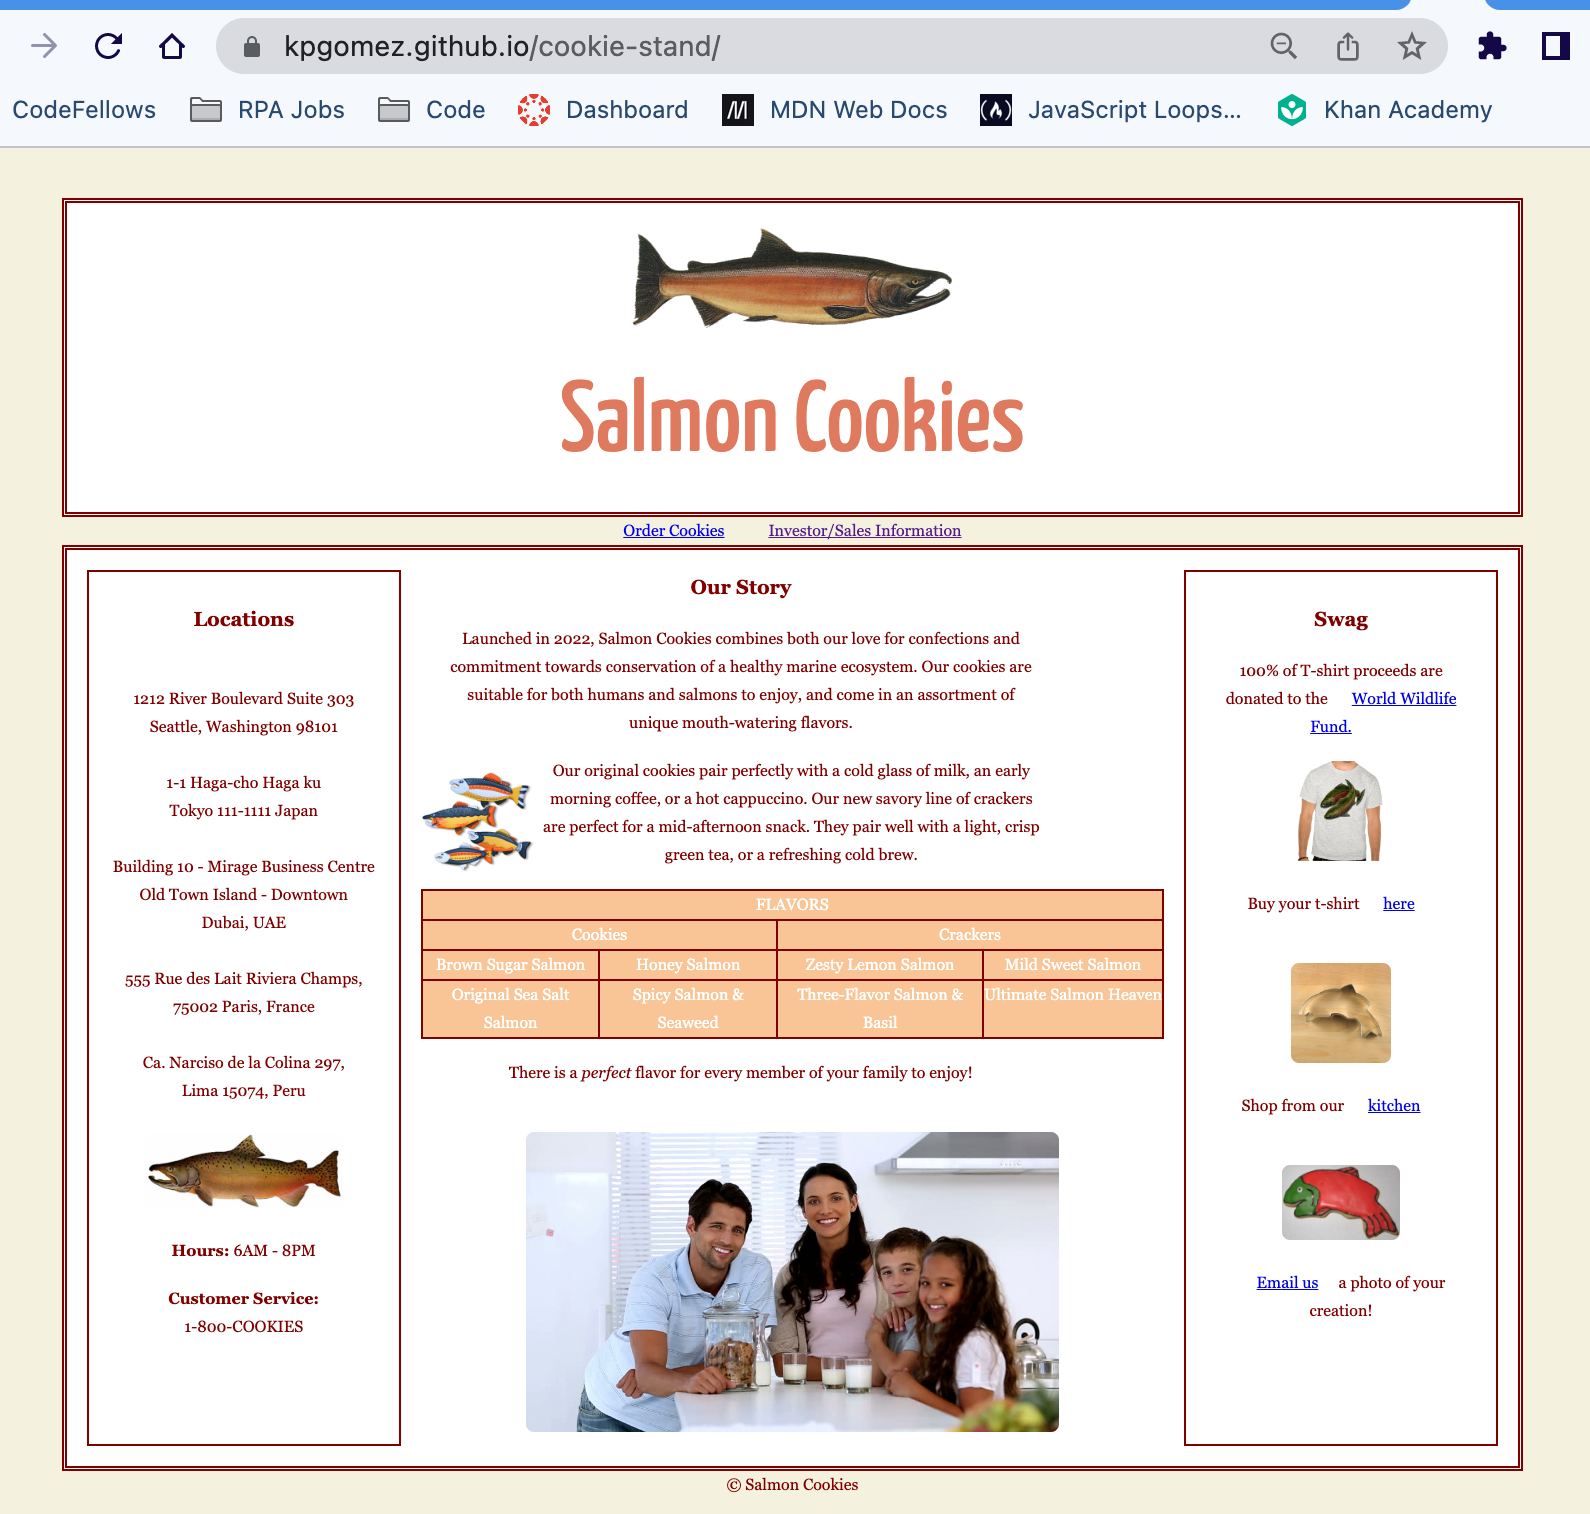 kpgomez.github.io/cookie-stand/
CodeFellows
RPA Jobs
Code
Dashboard
MDN Web Docs
JavaScript Loops...
Khan Academy
Salmon Cookies
Order Cookies
Investor/Sales Information
Locations
1212 River Boulevard Suite 303
Seattle, Washington 98101
1-1 Haga-cho Haga ku
Tokyo 111-1111 Japan
Building 10 - Mirage Business Centre
Old Town Island - Downtown
Dubai, UAE
555 Rue des Lait Riviera Champs,
75002 Paris, France
Ca. Narciso de la Colina 297,
Lima 15074, Peru
Hours: 6AM - 8PM
Customer Service:
1-800-COOKIES
Our Story
Launched in 2022, Salmon Cookies combines both our love for confections and
commitment towards conservation of a healthy marine ecosystem. Our cookies are
suitable for both humans and salmons to enjoy, and come in an assortment of
unique mouth-watering flavors.
Our original cookies pair perfectly with a cold glass of milk, an early
morning coffee, or a hot cappuccino. Our new savory line of crackers
are perfect for a mid-afternoon snack. They pair well with a light, crisp
green tea, or a refreshing cold brew.
FLAVORS
Cookies
Crackers
Brown Sugar Salmon
Honey Salmon
Zesty Lemon Salmon
Mild Sweet Salmon
Original Sea Salt
Salmon
Spicy Salmon &
Seaweed
Three-Flavor Salmon &
Basil
Ultimate Salmon Heaven
There is a perfect flavor for every member of your family to enjoy!
Swag
100% of T-shirt proceeds are
donated to the World Wildlife
Fund.
Buy your t-shirt here
Shop from our kitchen
Email us a photo of your
creation!
© Salmon Cookies